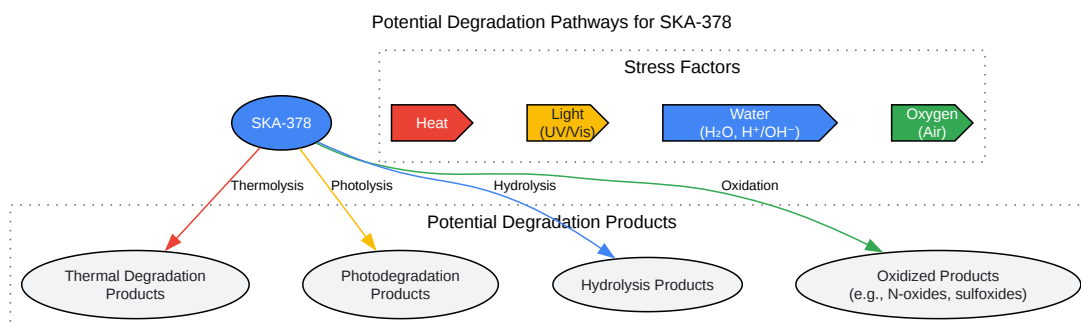 Potential Degradation Pathways for SKA-378
Stress Factors
SKA-378
Heat
Light
(UV/Vis)
Water
(H₂O, H⁺/OH⁻)
Oxygen
(Air)
Thermolysis
Photolysis
Hydrolysis
Oxidation
Potential Degradation Products
Thermal Degradation
Products
Photodegradation
Products
Hydrolysis Products
Oxidized Products
(e.g., N-oxides, sulfoxides)